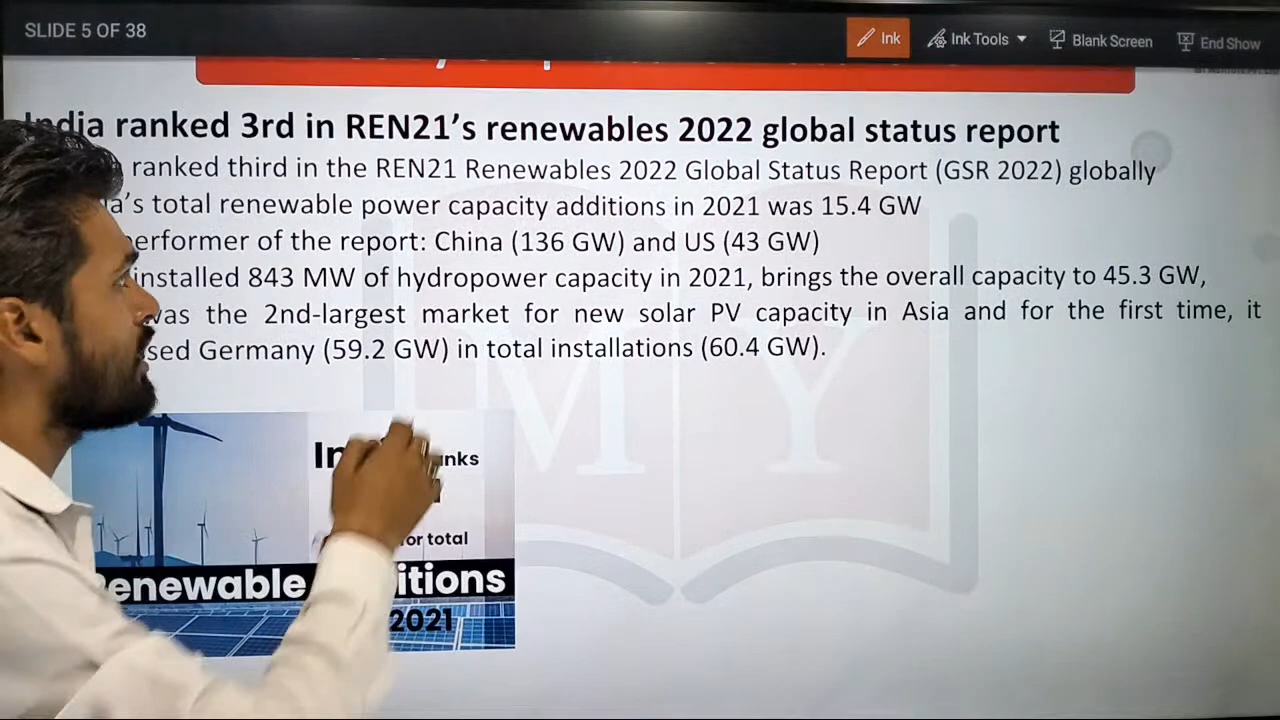 SLIDE 5 OF 38
Ink
Ink Tools
Blank Screen
End Show
India ranked 3rd in REN21's renewables 2022 global status report
ranked third in the REN21 Renewables 2022 Global Status Report (GSR 2022) globally
a's total renewable power capacity additions in 2021 was 15.4 GW
performer of the report: China (136 GW) and US (43 GW)
installed 843 MW of hydropower capacity in 2021, brings the overall capacity to 45.3 GW,
was the 2nd-largest market for new solar PV capacity in Asia and for the first time, it
ssed Germany (59.2 GW) in total installations (60.4 GW).
M Y
In nks
or total
enewable itions
2021